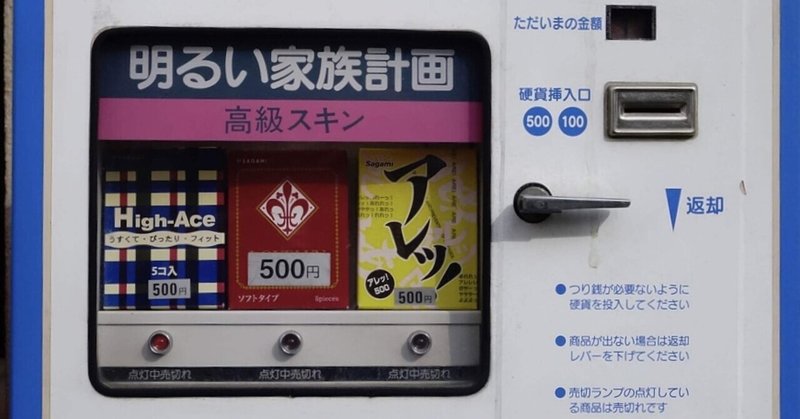 明るい家族計画
高級スキン
High-Ace
うすくて・ぴったり・フィット
5コ入
500円
SAGAMI
500円
ソフトタイプ
Sagami
アレッ!
アレッ!
500
500円
点灯中売切れ
点灯中売切れ
点灯中売切れ
ただいまの金額
硬貨挿入口
500 100
返却
●つり銭が必要ないように
硬貨を投入してください
●商品が出ない場合は返却
レバーを下げてください
●売切ランプの点灯してい
る商品は売切れです